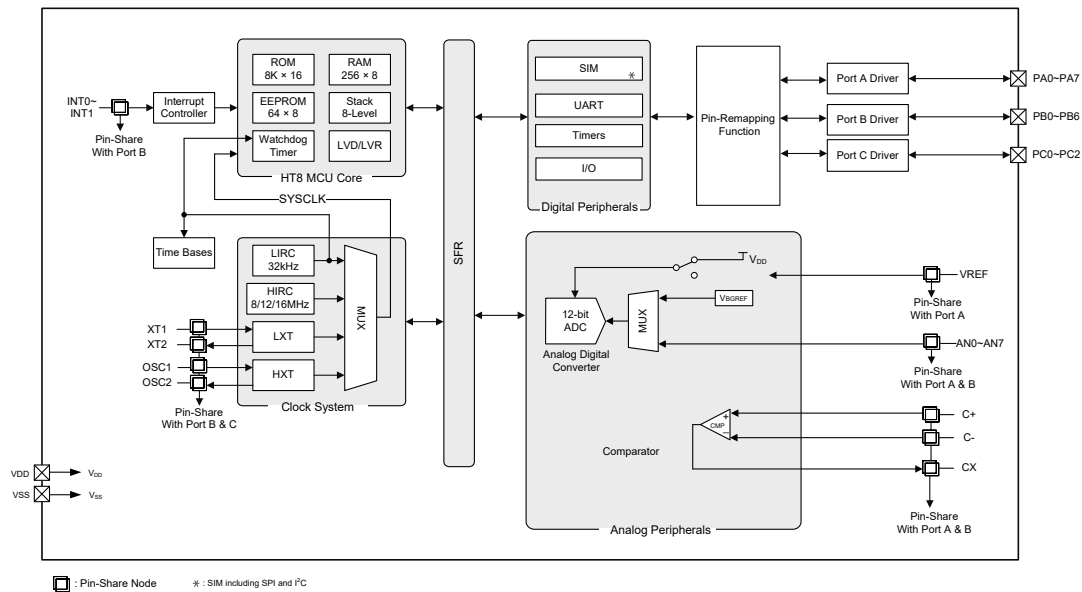 ROM
8K × 16
RAM
256 × 8
EEPROM
64 × 8
Stack
8-Level
Watchdog
Timer
LVD/LVR
HT8 MCU Core
INT0~
INT1
Interrupt
Controller
Pin-Share
With Port B
SYSCLK
Time Bases
LIRC
32kHz
HIRC
8/12/16MHz
LXT
HXT
MUX
Clock System
XT1
XT2
OSC1
OSC2
Pin-Share
With Port B & C
VDD
VDD
VSS
VSS
SFR
SIM
*
UART
Timers
I/O
Digital Peripherals
Pin-Remapping
Function
Port A Driver
Port B Driver
Port C Driver
PA0~PA7
PB0~PB6
PC0~PC2
VDD
VBGREF
12-bit
ADC
MUX
Analog Digital
Converter
VREF
Pin-Share
With Port A
AN0~AN7
Pin-Share
With Port A & B
+
CMP
−
Comparator
C+
C-
CX
Pin-Share
With Port A & B
Analog Peripherals
: Pin-Share Node
* : SIM including SPI and I²C